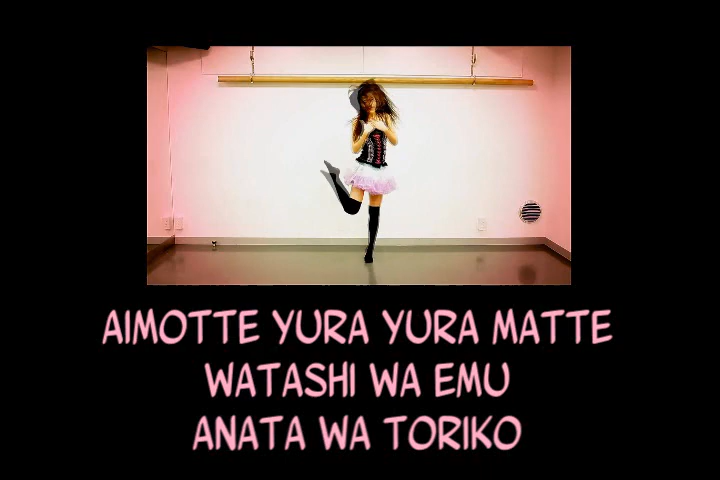 AIMOTTE YURA YURA MATTE
WATASHI WA EMU
ANATA WA TORIKO